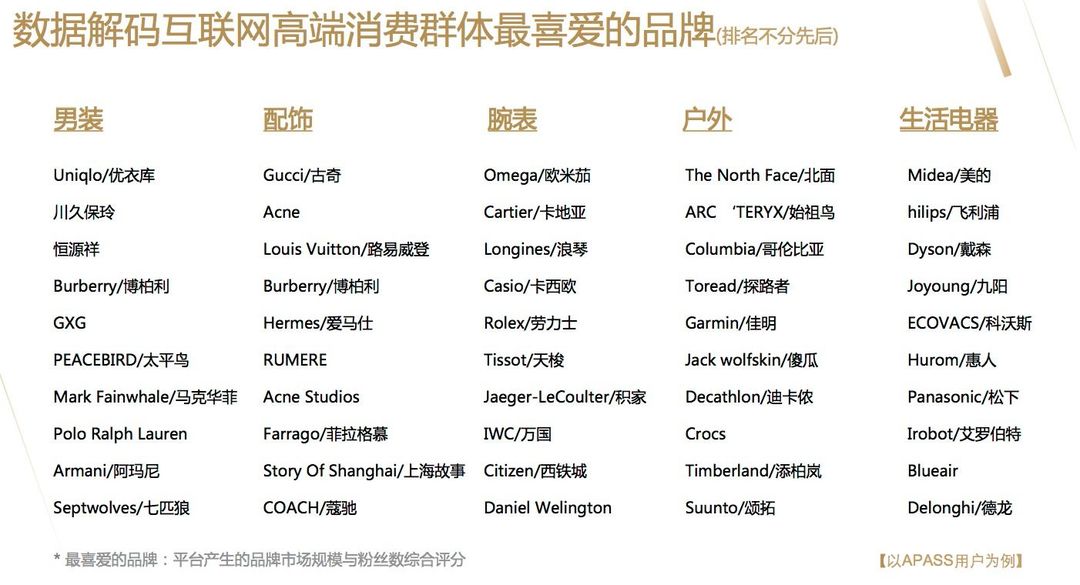 数据解码互联网高端消费群体最喜爱的品牌(排名不分先后)
男装
Uniqlo/优衣库
川久保玲
恒源祥
Burberry/博柏利
GXG
PEACEBIRD/太平鸟
Mark Fainwhale/马克华菲
Polo Ralph Lauren
Armani/阿玛尼
Septwolves/七匹狼
配饰
Gucci/古奇
Acne
Louis Vuitton/路易威登
Burberry/博柏利
Hermes/爱马仕
RUMERE
Acne Studios
Farrago/菲拉格慕
Story Of Shanghai/上海故事
COACH/蔻驰
腕表
Omega/欧米茄
Cartier/卡地亚
Longines/浪琴
Casio/卡西欧
Rolex/劳力士
Tissot/天梭
Jaeger-LeCoulter/积家
IWC/万国
Citizen/西铁城
Daniel Welington
户外
The North Face/北面
ARC ‘TERYX/始祖鸟
Columbia/哥伦比亚
Toread/探路者
Garmin/佳明
Jack wolfskin/傻瓜
Decathlon/迪卡侬
Crocs
Timberland/添柏岚
Suunto/颂拓
生活电器
Midea/美的
hilips/飞利浦
Dyson/戴森
Joyoung/九阳
ECOVACS/科沃斯
Hurom/惠人
Panasonic/松下
Irobot/艾罗伯特
Blueair
Delonghi/德龙
* 最喜爱的品牌：平台产生的品牌市场规模与粉丝数综合评分
【以APASS用户为例】